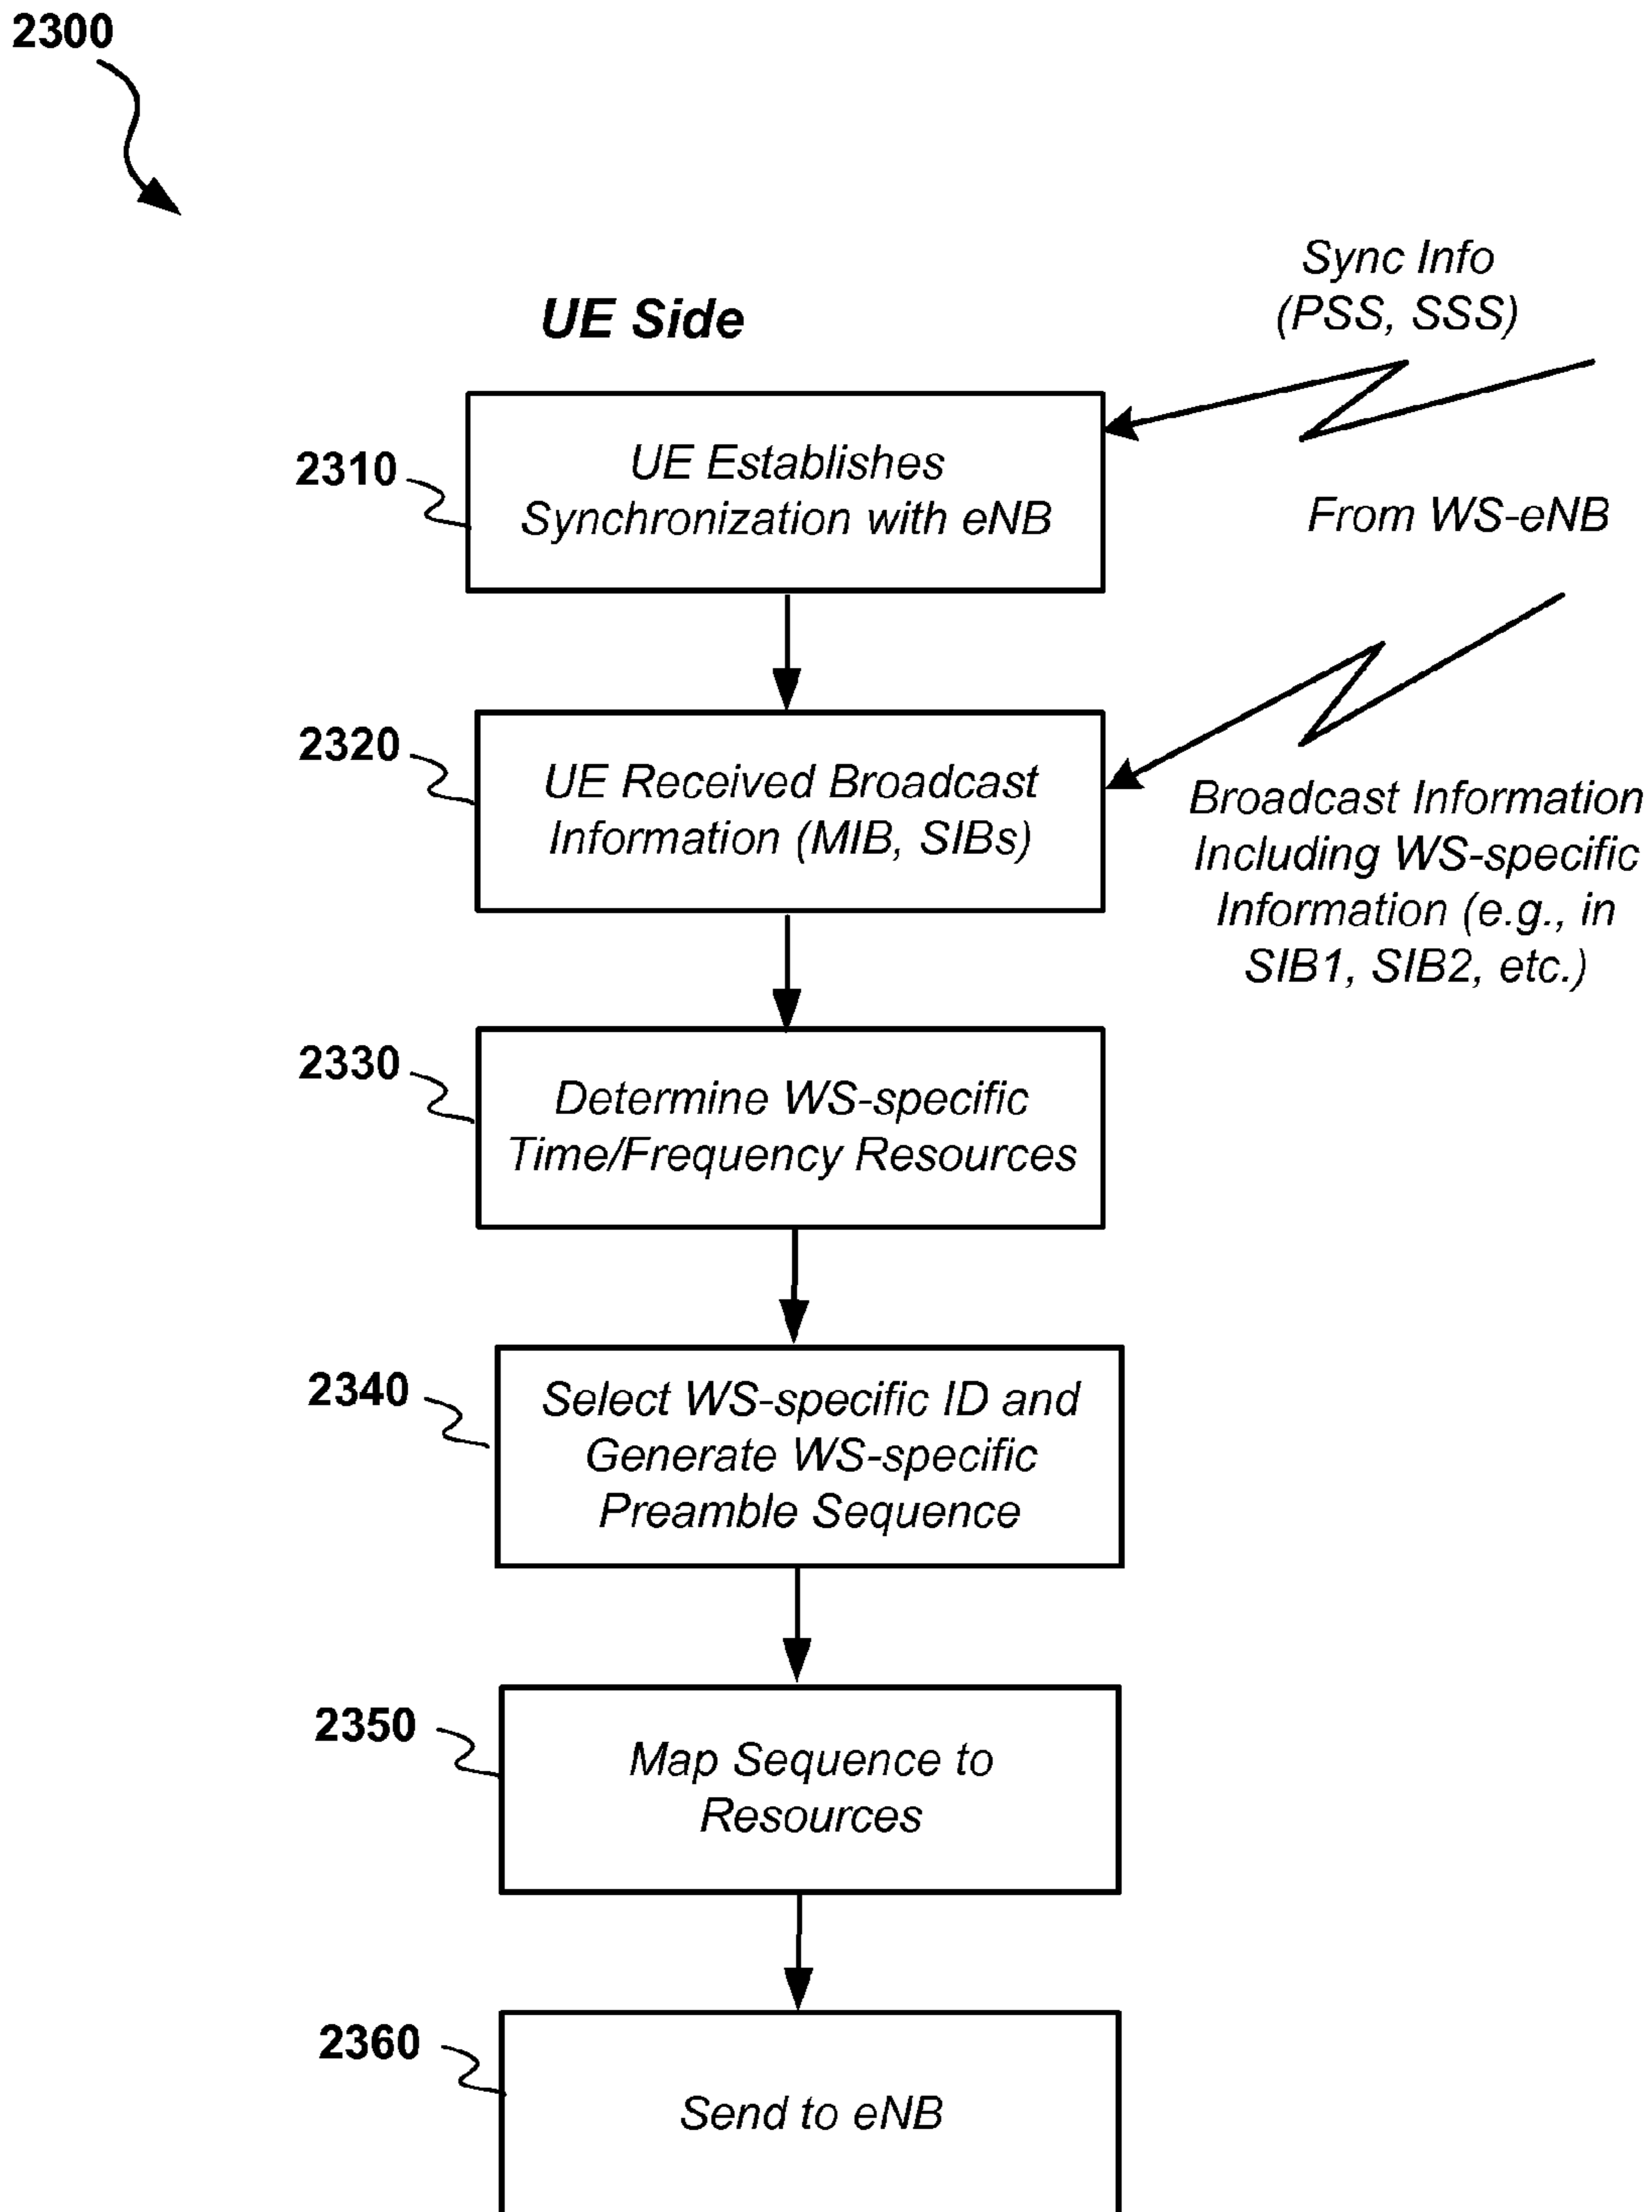 2300
UE Side
Sync Info
(PSS, SSS)
2310
UE Establishes
Synchronization with eNB
From WS-eNB
2320
UE Received Broadcast
Information (MIB, SIBs)
Broadcast Information
Including WS-specific
Information (e.g., in
SIB1, SIB2, etc.)
2330
Determine WS-specific
Time/Frequency Resources
2340
Select WS-specific ID and
Generate WS-specific
Preamble Sequence
2350
Map Sequence to
Resources
2360
Send to eNB